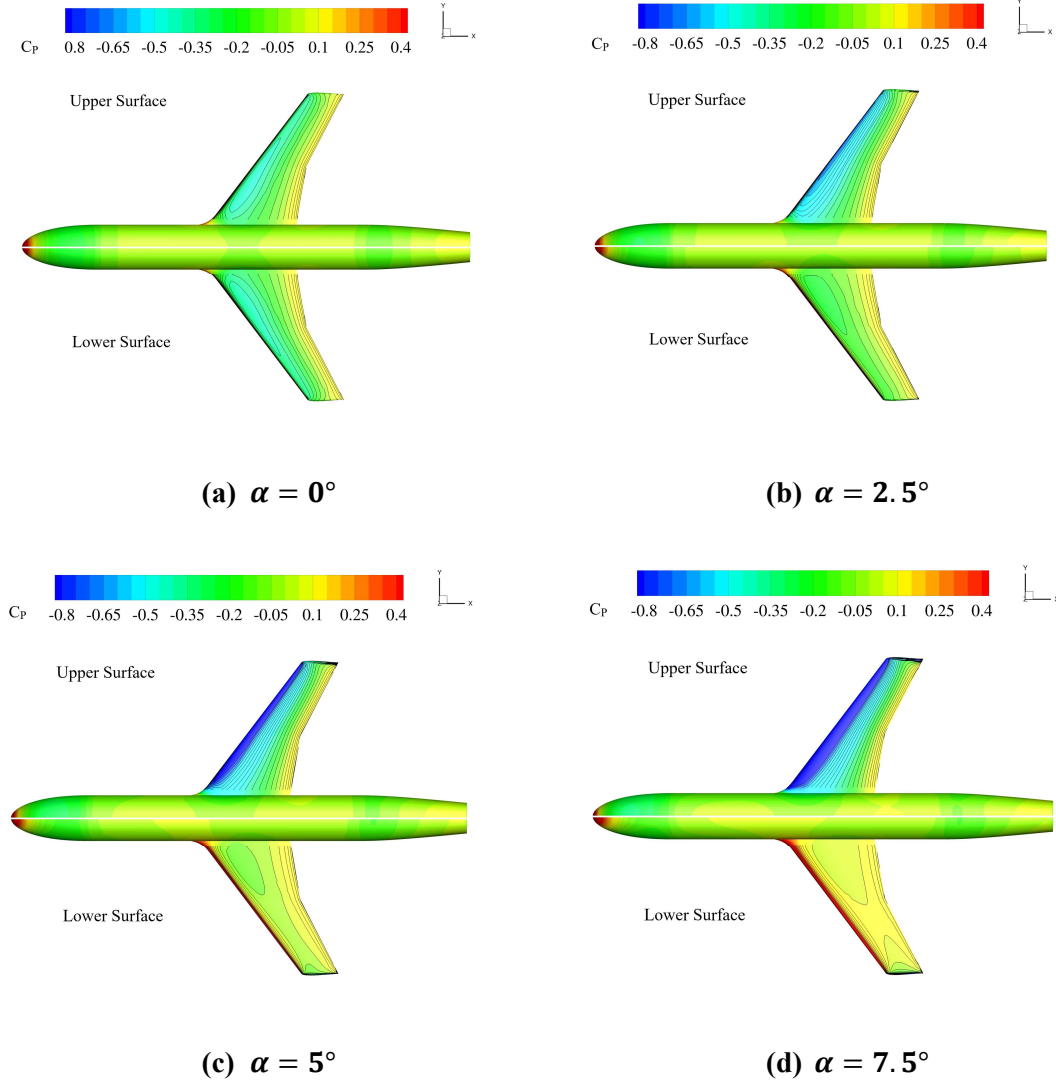 C_P 0.8 -0.65 -0.5 -0.35 -0.2 -0.05 0.1 0.25 0.4
Y
Z X
Upper Surface
Lower Surface
(a) α = 0°
C_P -0.8 -0.65 -0.5 -0.35 -0.2 -0.05 0.1 0.25 0.4
Y
Z X
Upper Surface
Lower Surface
(b) α = 2.5°
C_P -0.8 -0.65 -0.5 -0.35 -0.2 -0.05 0.1 0.25 0.4
Y
Z X
Upper Surface
Lower Surface
(c) α = 5°
C_P -0.8 -0.65 -0.5 -0.35 -0.2 -0.05 0.1 0.25 0.4
Y
Z X
Upper Surface
Lower Surface
(d) α = 7.5°